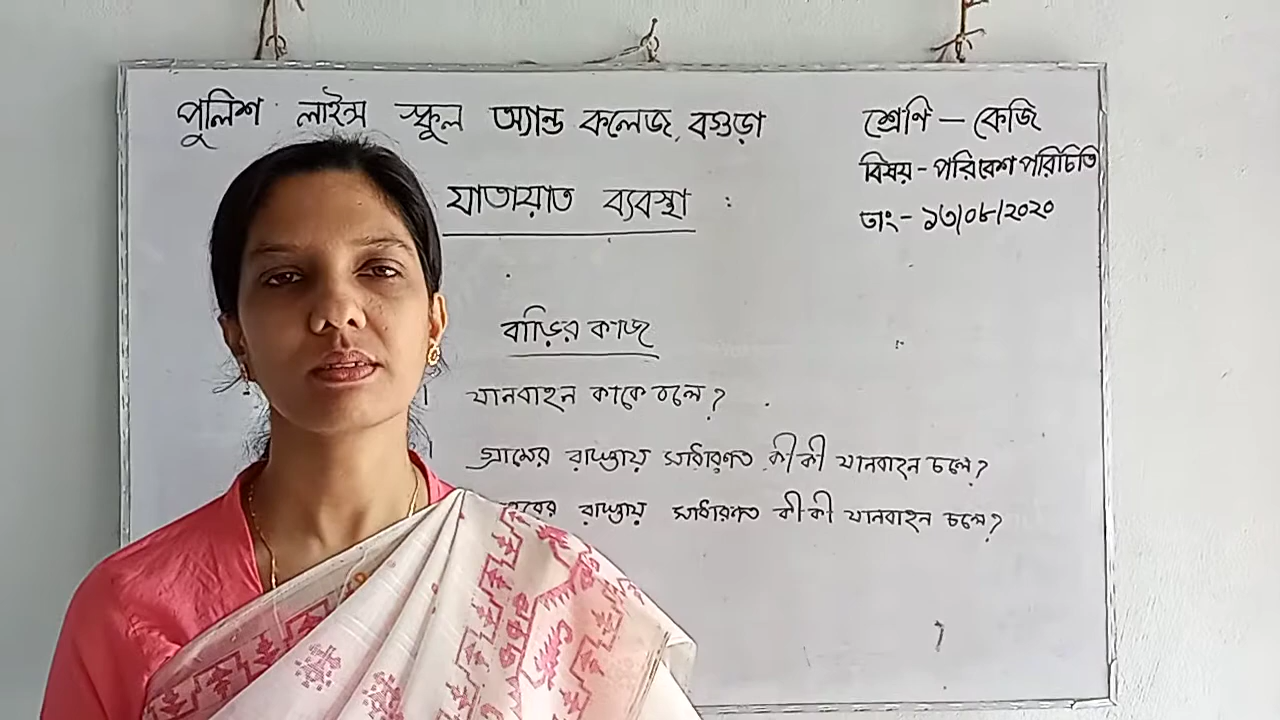 পুলিশ লাইন্স স্কুল অ্যান্ড কলেজ, বগুড়া
শ্রেণি - কেজি
বিষয় - পরিবেশ পরিচিতি
তাং - ১৩/০৮/২০২০
যাতায়াত ব্যবস্থা :
বাড়ির কাজ
যানবাহন কাকে বলে?
গ্রামের রাস্তায় সাধারণত কী কী যানবাহন চলে?
রাস্তায় সাধারণত কী কী যানবাহন চলে?